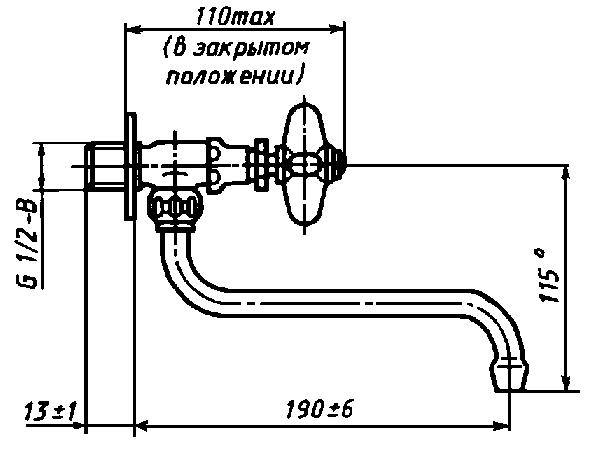 110max
(в закрытом
положении)
G 1/2-B
115°
13±1
190±6